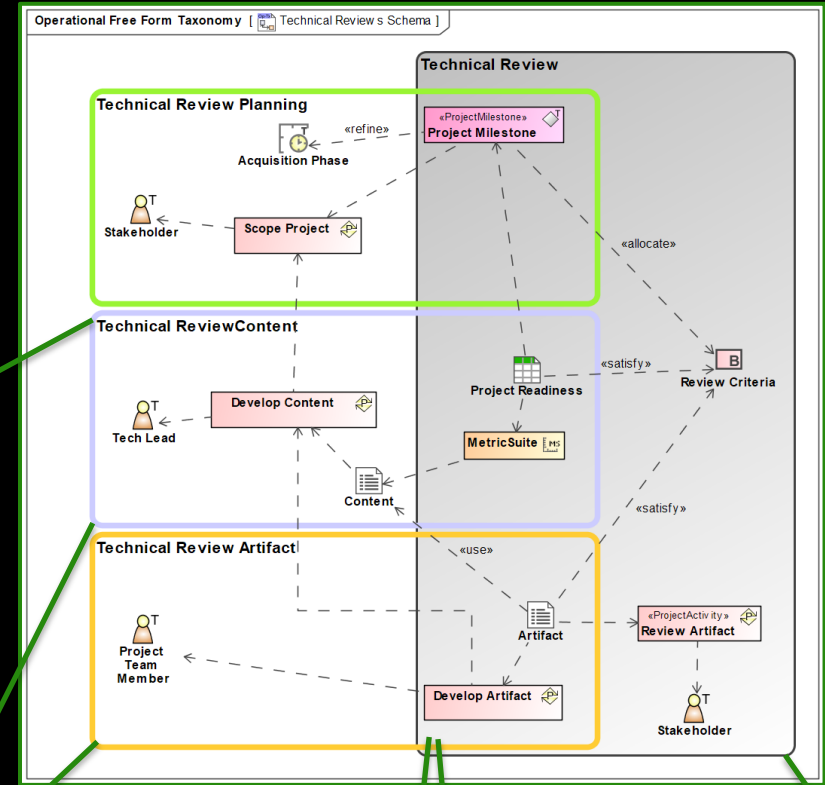 Operational Free Form Taxonomy [ Technical Review s Schema ]
Technical Review
Technical Review Planning
«ProjectMilestone»
Project Milestone
T
«refine»
T
Acquisition Phase
T
Stakeholder
Scope Project
P
«allocate»
Technical ReviewContent
Project Readiness
«satisfy»
B
Review Criteria
Develop Content
P
T
Tech Lead
MetricSuite
MS
Content
«satisfy»
Technical Review Artifact
«use»
Artifact
«ProjectActivity»
Review Artifact
P
T
Project
Team
Member
Develop Artifact
P
T
Stakeholder